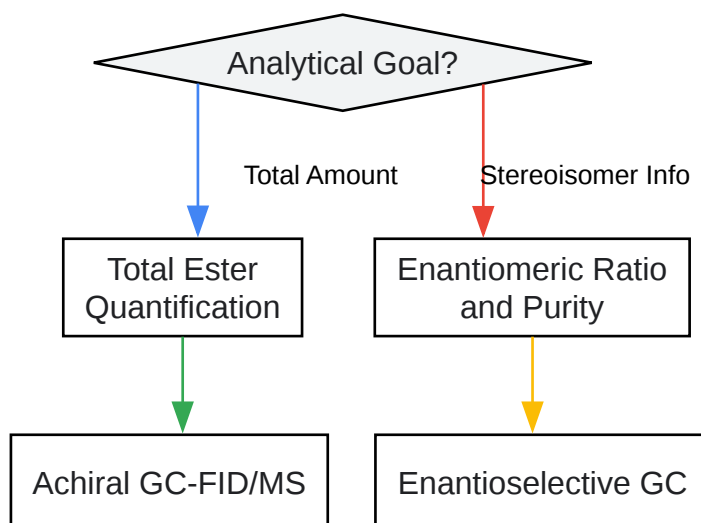 Analytical Goal?
Total Amount
Stereoisomer Info
Total Ester
Quantification
Enantiomeric Ratio
and Purity
Achiral GC-FID/MS
Enantioselective GC